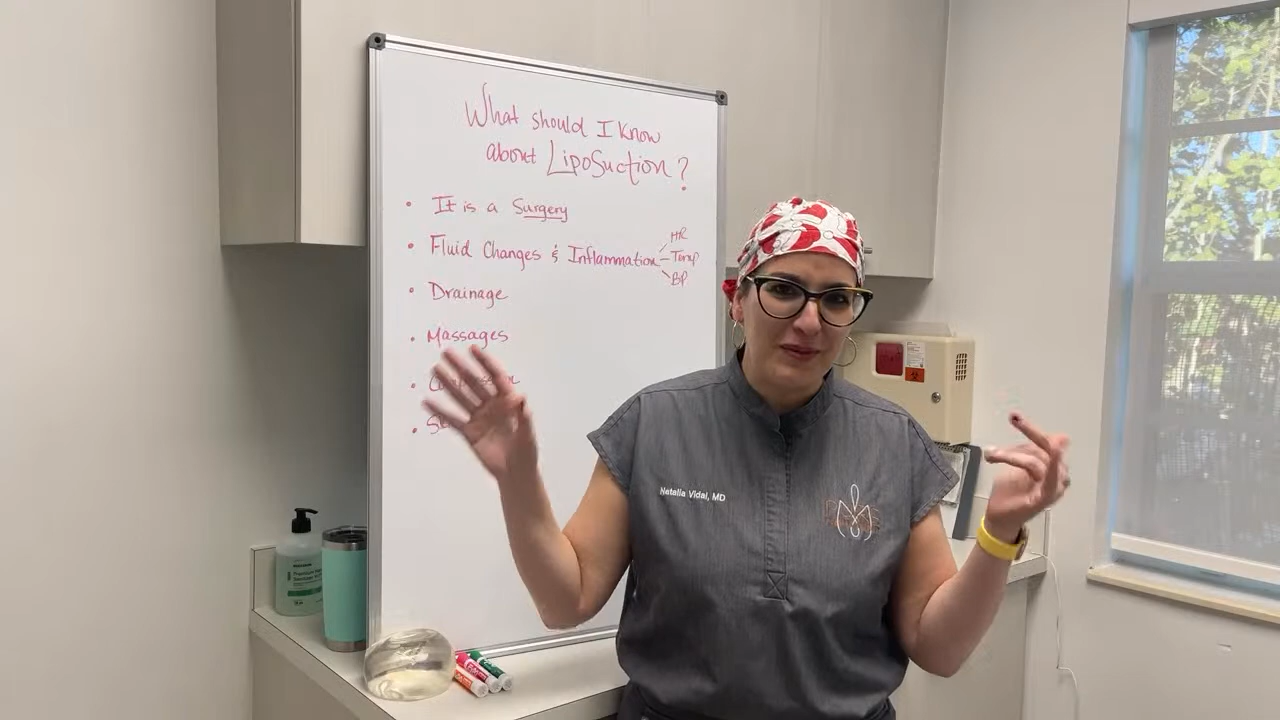 What should I know
about LipoSuction?
• It is a Surgery
• Fluid Changes & Inflammation
HR
Temp
BP
• Drainage
• Massages
Natalia Vidal, MD